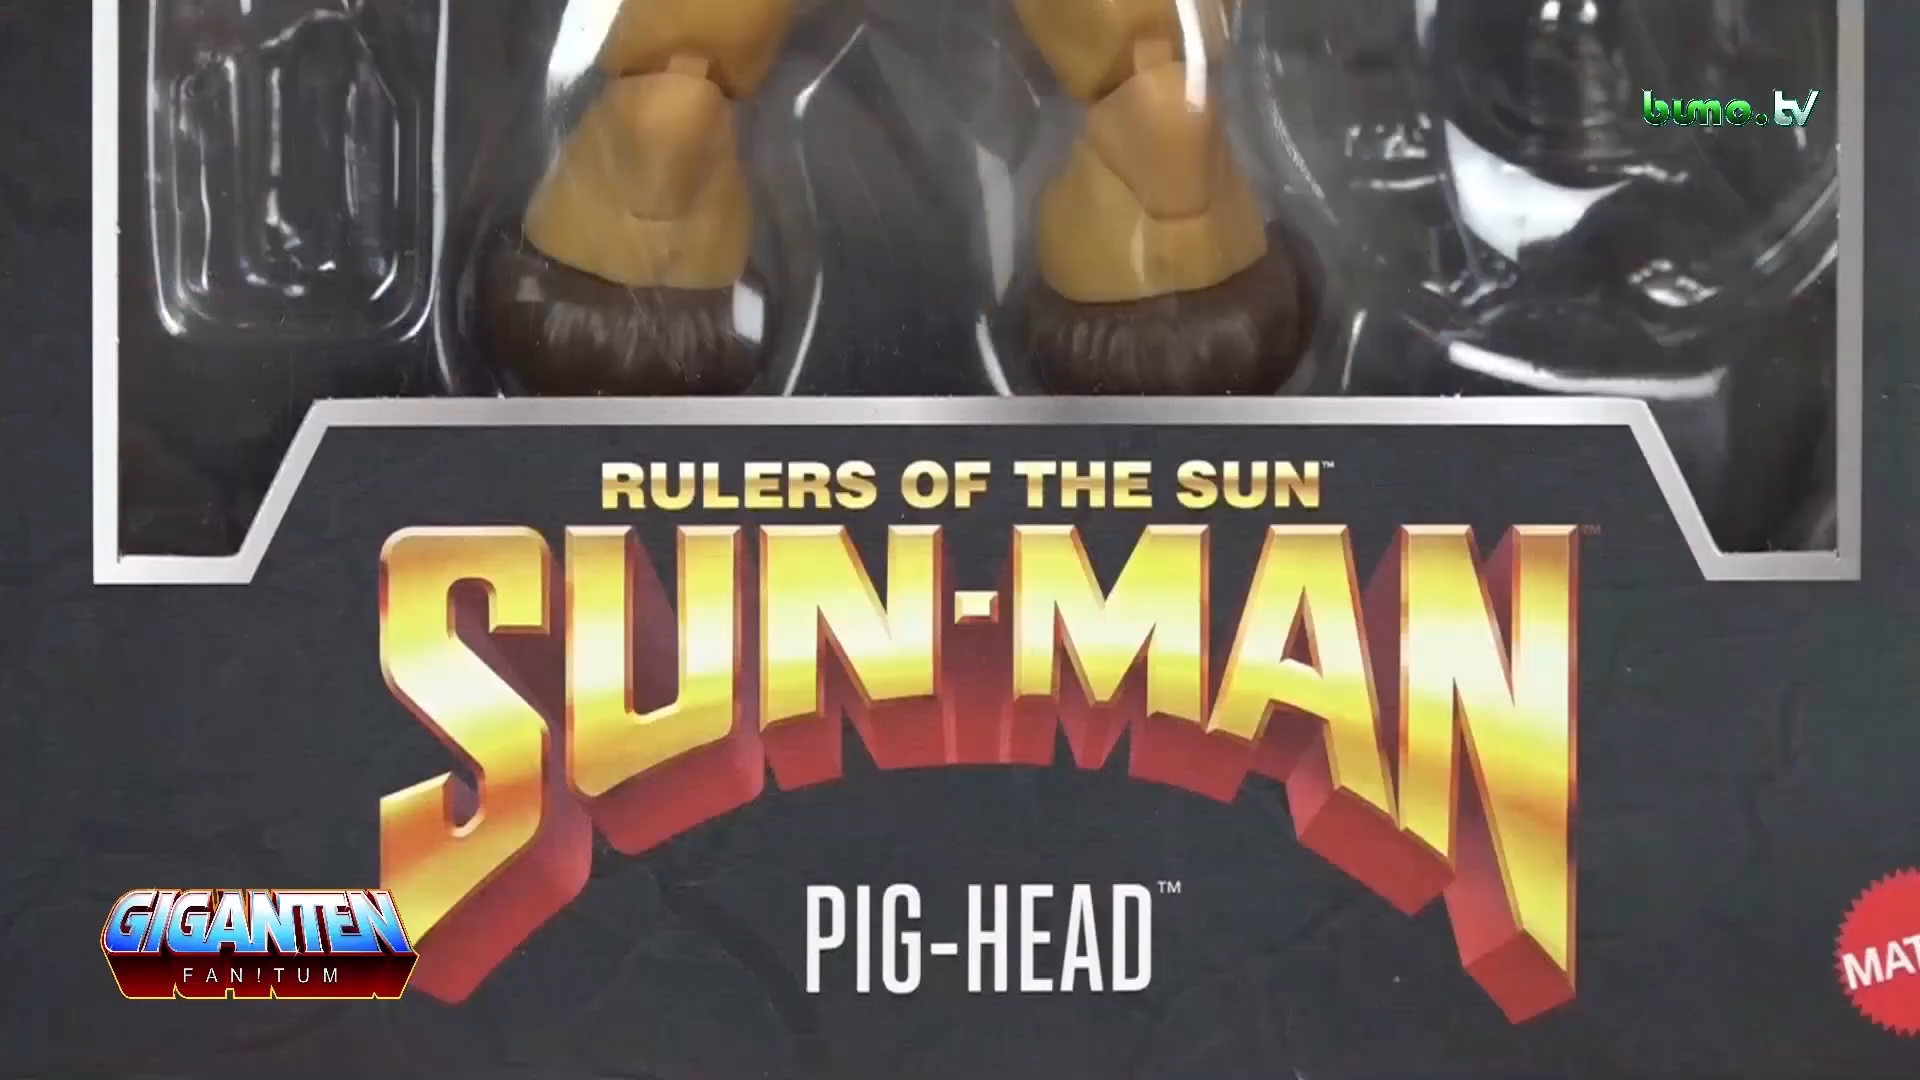 bumo.tv
RULERS OF THE SUN™
SUN-MAN™
PIG-HEAD™
GIGANTEN
FAN!TUM
MAT